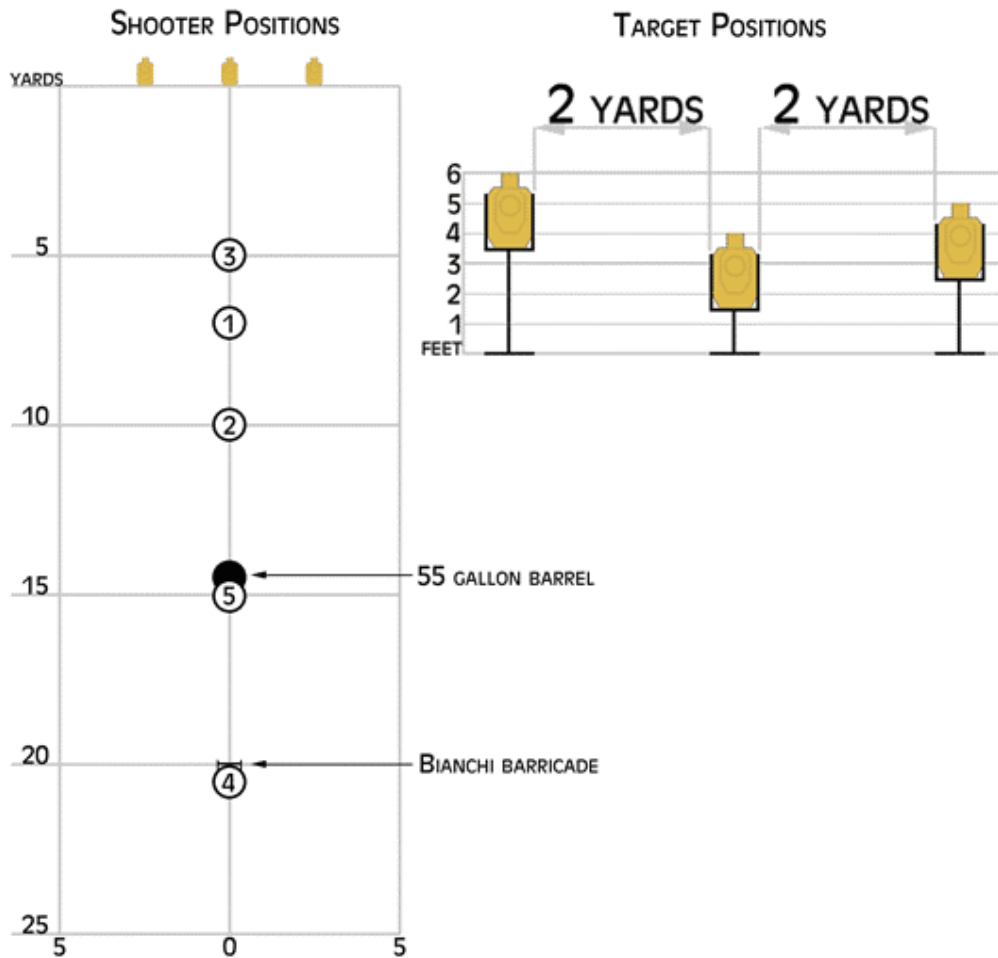 Shooter Positions
Target Positions
YARDS
2 YARDS
2 YARDS
6
5
4
3
2
1
FEET
5
3
1
10
2
55 GALLON BARREL
15
5
20
BIANCHI BARRICADE
4
25
5
0
5